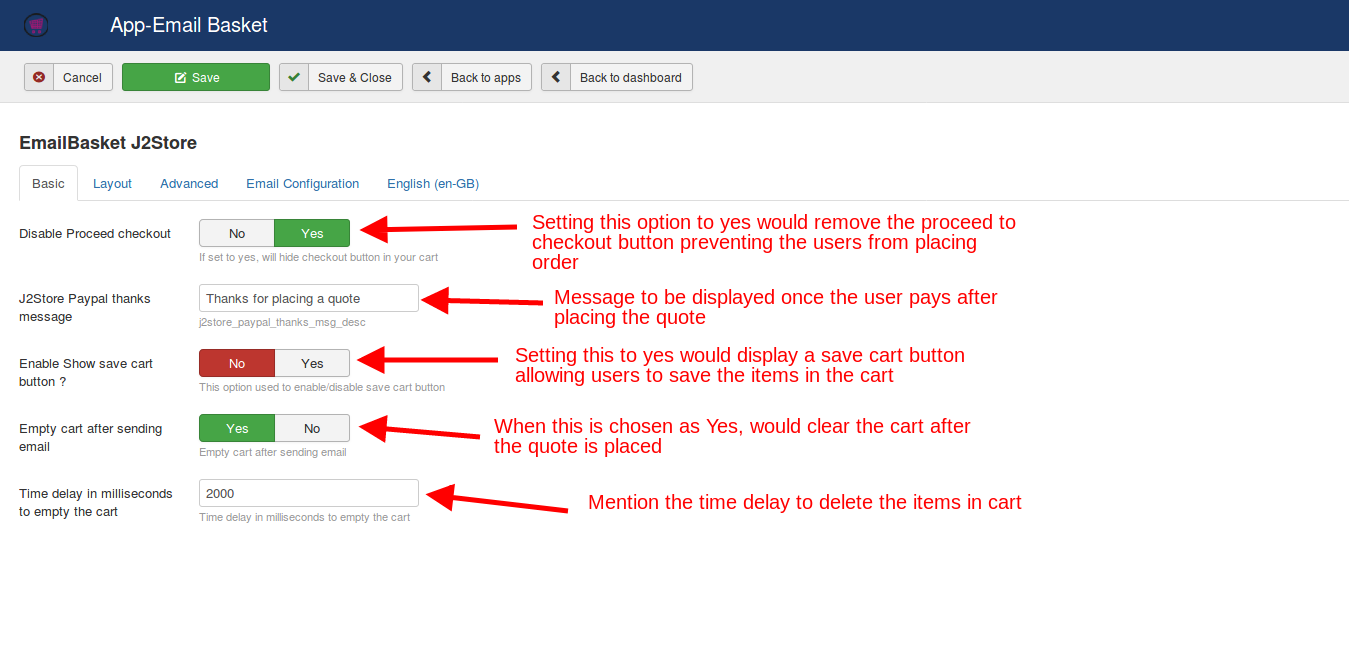 App-Email Basket
Cancel
Save
Save & Close
Back to apps
Back to dashboard
EmailBasket J2Store
Basic
Layout
Advanced
Email Configuration
English (en-GB)
Disable Proceed checkout
No
Yes
If set to yes, will hide checkout button in your cart
Setting this option to yes would remove the proceed to
checkout button preventing the users from placing
order
J2Store Paypal thanks
message
Thanks for placing a quote
j2store_paypal_thanks_msg_desc
Message to be displayed once the user pays after
placing the quote
Enable Show save cart
button ?
No
Yes
This option used to enable/disable save cart button
Setting this to yes would display a save cart button
allowing users to save the items in the cart
Empty cart after sending
email
Yes
No
Empty cart after sending email
When this is chosen as Yes, would clear the cart after
the quote is placed
Time delay in milliseconds
to empty the cart
2000
Time delay in milliseconds to empty the cart
Mention the time delay to delete the items in cart